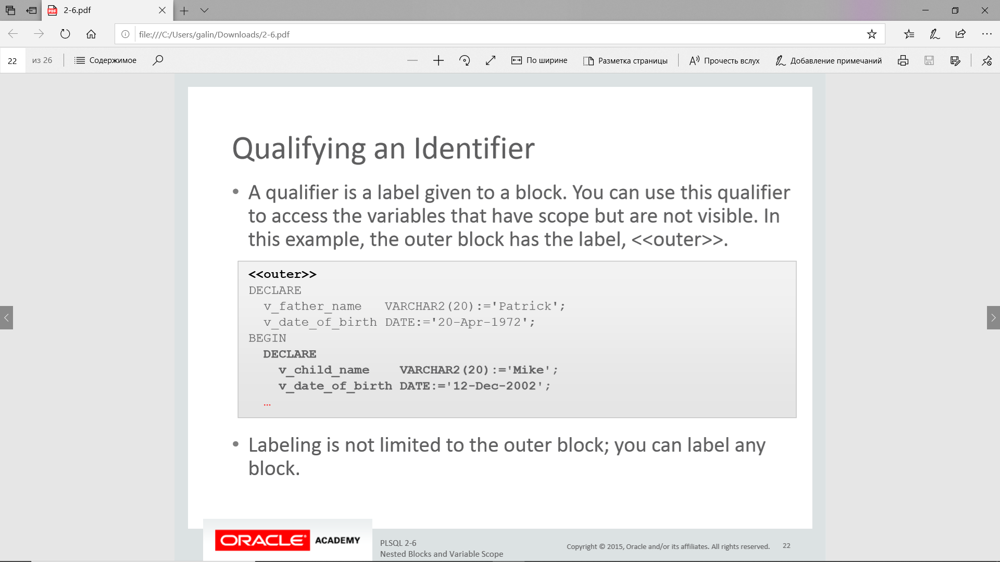 2-6.pdf
file:///C:/Users/galin/Downloads/2-6.pdf
22 из 26 Содержимое По ширине Разметка страницы Прочесть вслух Добавление примечаний
Qualifying an Identifier
• A qualifier is a label given to a block. You can use this qualifier
to access the variables that have scope but are not visible. In
this example, the outer block has the label, <<outer>>.
<<outer>>
DECLARE
v_father_name VARCHAR2(20):='Patrick';
v_date_of_birth DATE:='20-Apr-1972';
BEGIN
DECLARE
v_child_name VARCHAR2(20):='Mike';
v_date_of_birth DATE:='12-Dec-2002';
…
• Labeling is not limited to the outer block; you can label any
block.
ORACLE® ACADEMY
PLSQL 2-6
Nested Blocks and Variable Scope
Copyright © 2015, Oracle and/or its affiliates. All rights reserved. 22